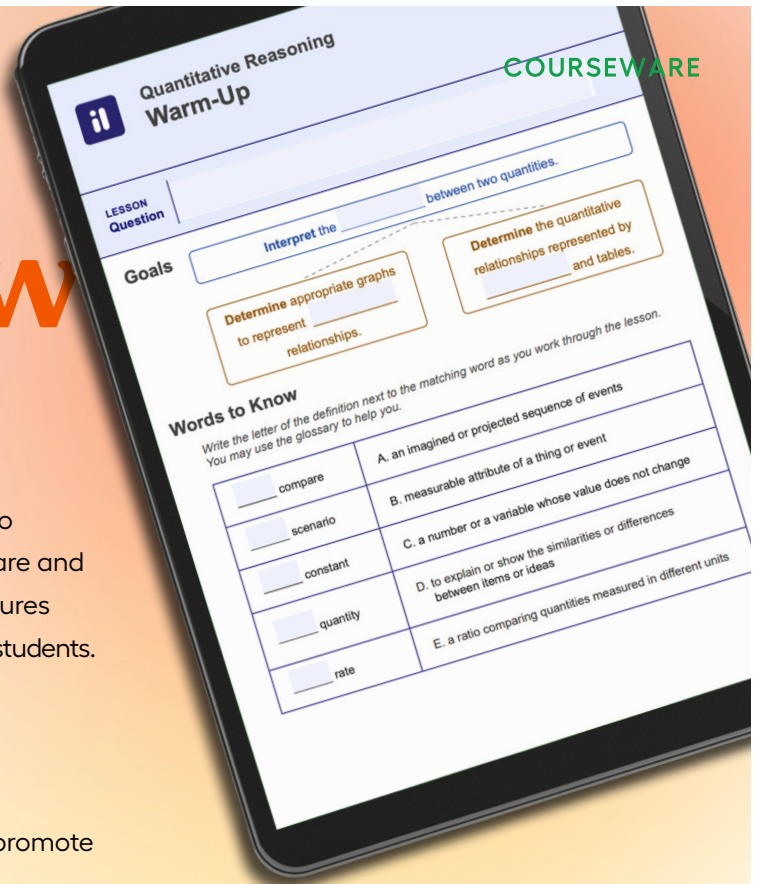 COURSEWARE
il
Quantitative Reasoning
Warm-Up
LESSON
Question
Goals
Interpret the between two quantities.
Determine appropriate graphs
to represent
relationships.
Determine the quantitative
relationships represented by
and tables.
Words to Know
Write the letter of the definition next to the matching word as you work through the lesson.
You may use the glossary to help you.
compare
A. an imagined or projected sequence of events
scenario
B. measurable attribute of a thing or event
constant
C. a number or a variable whose value does not change
quantity
D. to explain or show the similarities or differences
between items or ideas
rate
E. a ratio comparing quantities measured in different units
w
o
are and
ures
students.
promote